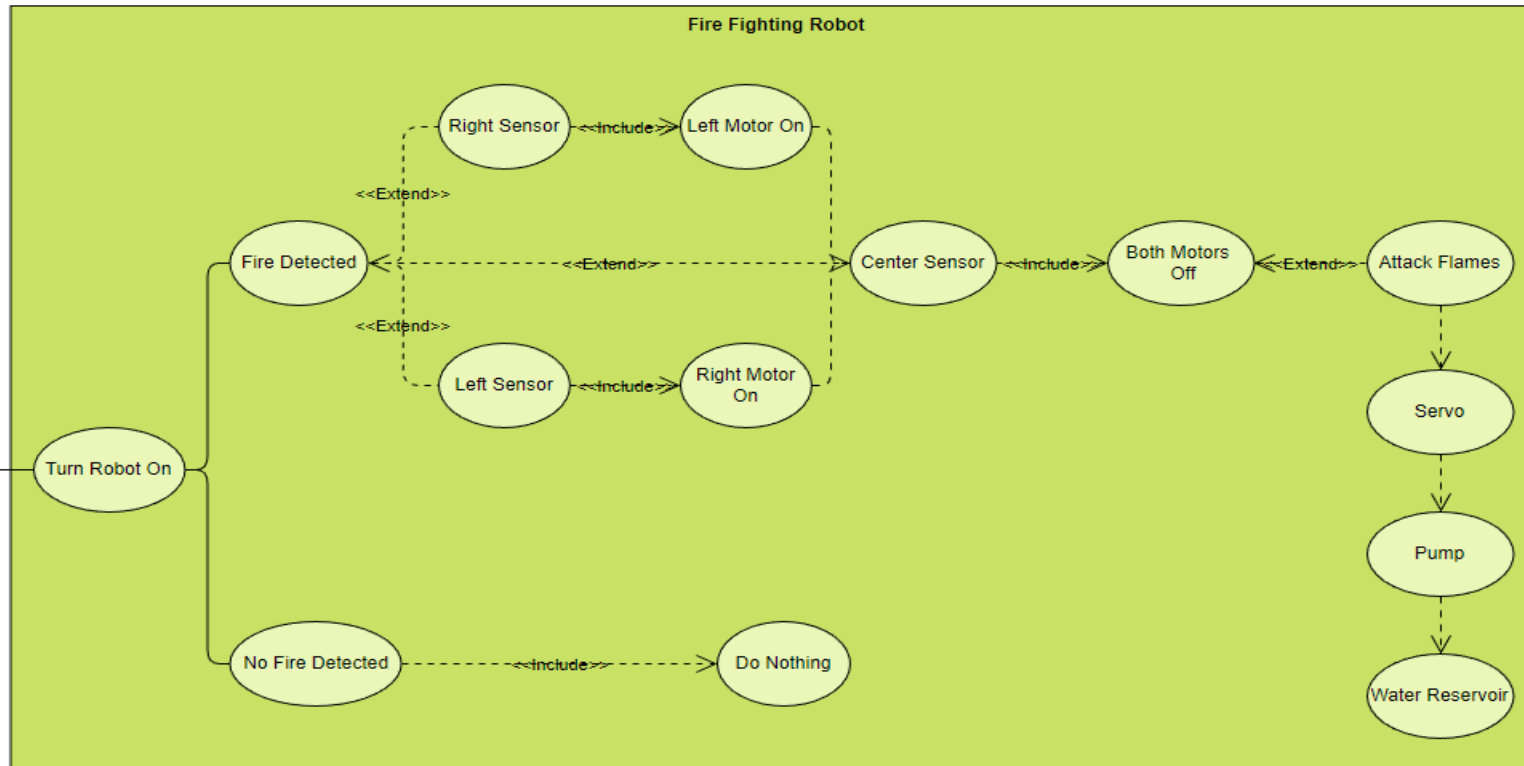 Fire Fighting Robot
Right Sensor
<<Include>>
Left Motor On
<<Extend>>
Fire Detected
<<Extend>>
Center Sensor
<<Include>>
Both Motors
Off
<<Extend>>
Attack Flames
<<Extend>>
Left Sensor
<<Include>>
Right Motor
On
Servo
Turn Robot On
Pump
No Fire Detected
<<Include>>
Do Nothing
Water Reservoir